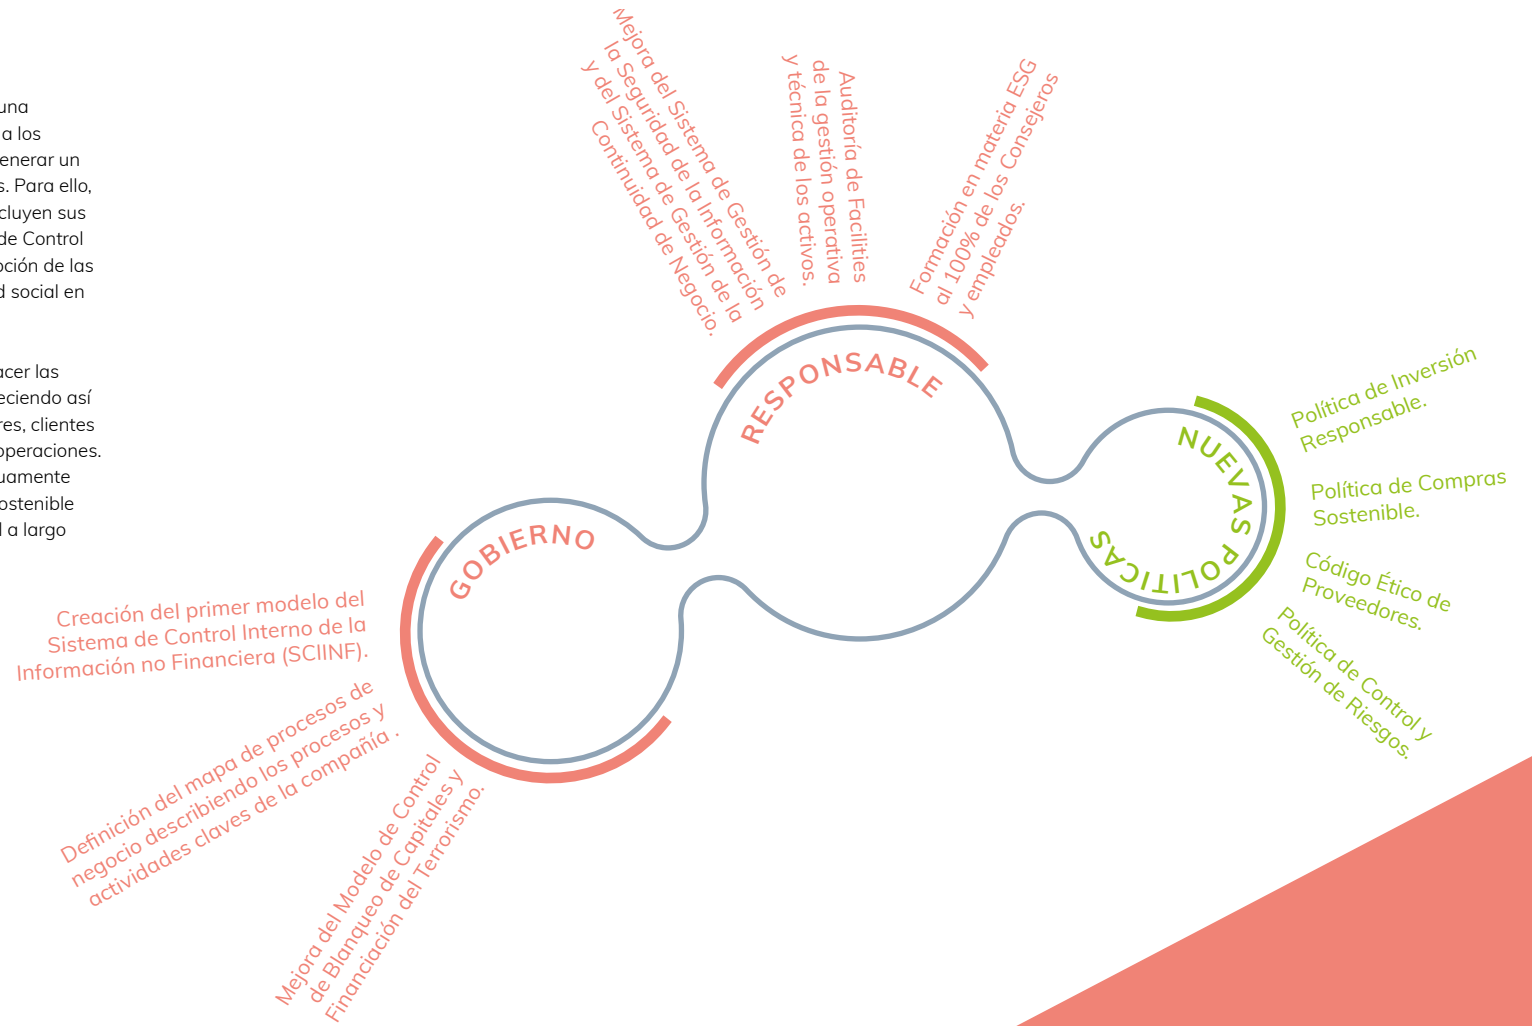 una
a los
enerar un
s. Para ello,
cluyen sus
de Control
oción de las
d social en
acer las
eciendo así
res, clientes
operaciones.
uamente
ostenible
l a largo
GOBIERNO
Creación del primer modelo del
Sistema de Control Interno de la
Información no Financiera (SCIINF).
Definición del mapa de procesos de
negocio describiendo los procesos y
actividades claves de la compañía .
Mejora del Modelo de Control
de Blanqueo de Capitales y
Financiación del Terrorismo.
RESPONSABLE
Mejora del Sistema de Gestión de
la Seguridad de la Información
y del Sistema de Gestión de la
Continuidad de Negocio.
Auditoría de Facilities
de la gestión operativa
y técnica de los activos.
Formación en materia ESG
al 100% de los Consejeros
y empleados.
NUEVAS POLITICAS
Política de Inversión
Responsable.
Política de Compras
Sostenible.
Código Ético de
Proveedores.
Política de Control y
Gestión de Riesgos.